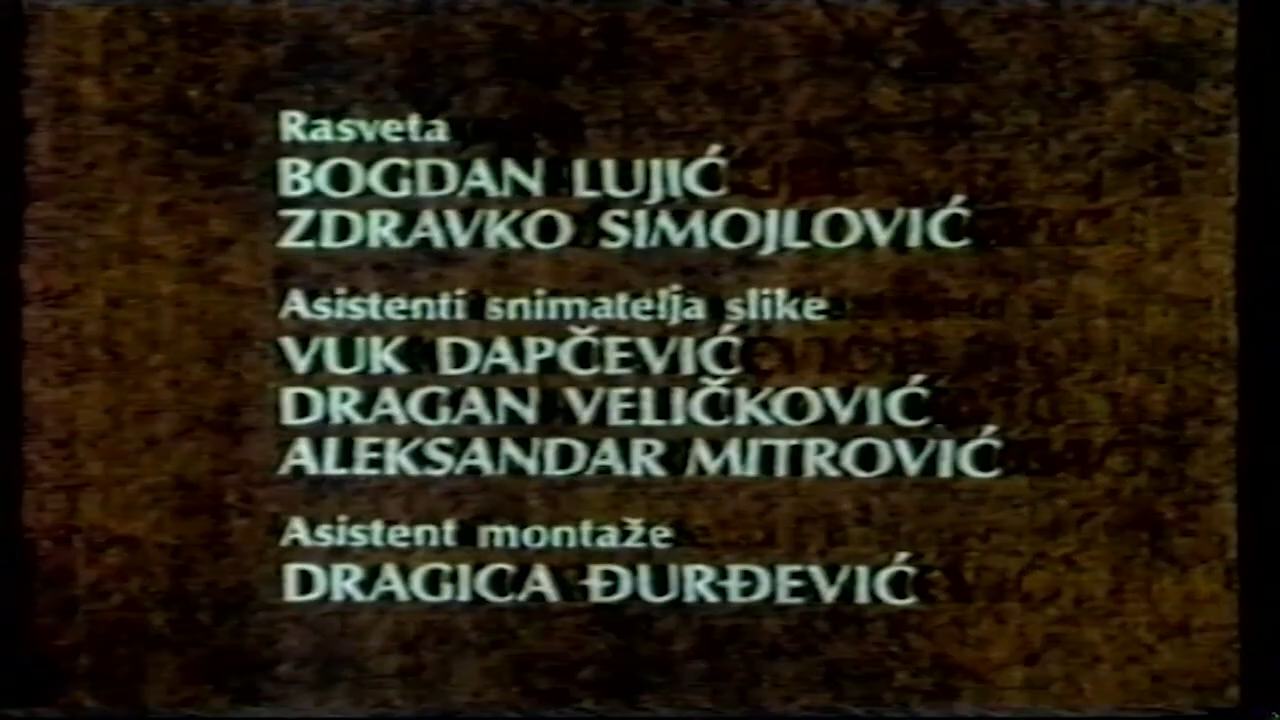 Rasveta
BOGDAN LUJIĆ
ZDRAVKO SIMOJLOVIĆ
Asistenti snimatelja slike
VUK DAPČEVIĆ
DRAGAN VELIČKOVIĆ
ALEKSANDAR MITROVIĆ
Asistent montaže
DRAGICA ĐURĐEVIĆ